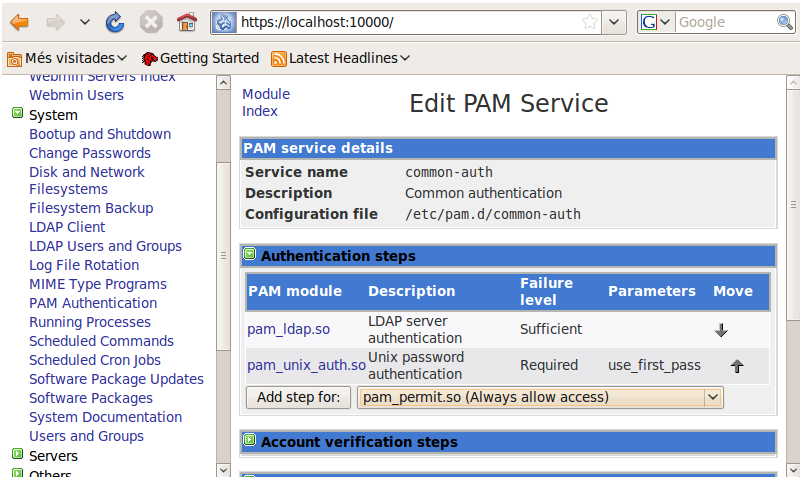 https://localhost:10000/
G
Google
Més visitades
Getting Started
Latest Headlines
Webmin Servers Index
Webmin Users
System
Bootup and Shutdown
Change Passwords
Disk and Network
Filesystems
Filesystem Backup
LDAP Client
LDAP Users and Groups
Log File Rotation
MIME Type Programs
PAM Authentication
Running Processes
Scheduled Commands
Scheduled Cron Jobs
Software Package Updates
Software Packages
System Documentation
Users and Groups
Servers
Others
Module
Index
Edit PAM Service
PAM service details
Service name common-auth
Description Common authentication
Configuration file /etc/pam.d/common-auth
Authentication steps
PAM module Description Failure level Parameters Move
pam_ldap.so LDAP server authentication Sufficient
pam_unix_auth.so Unix password authentication Required use_first_pass
Add step for: pam_permit.so (Always allow access)
Account verification steps